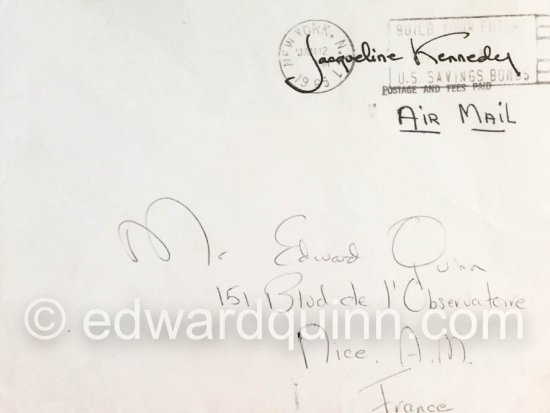 NEW YORK, N.Y.
1965
BUILD YOUR FUTURE
Jacqueline Kennedy
U.S. SAVINGS BONDS
POSTAGE AND FEES PAID
AIR MAIL
M. Edward Quinn
151 Blvd de l'Observatoire
Nice. A.M.
France
© edwardquinn.com